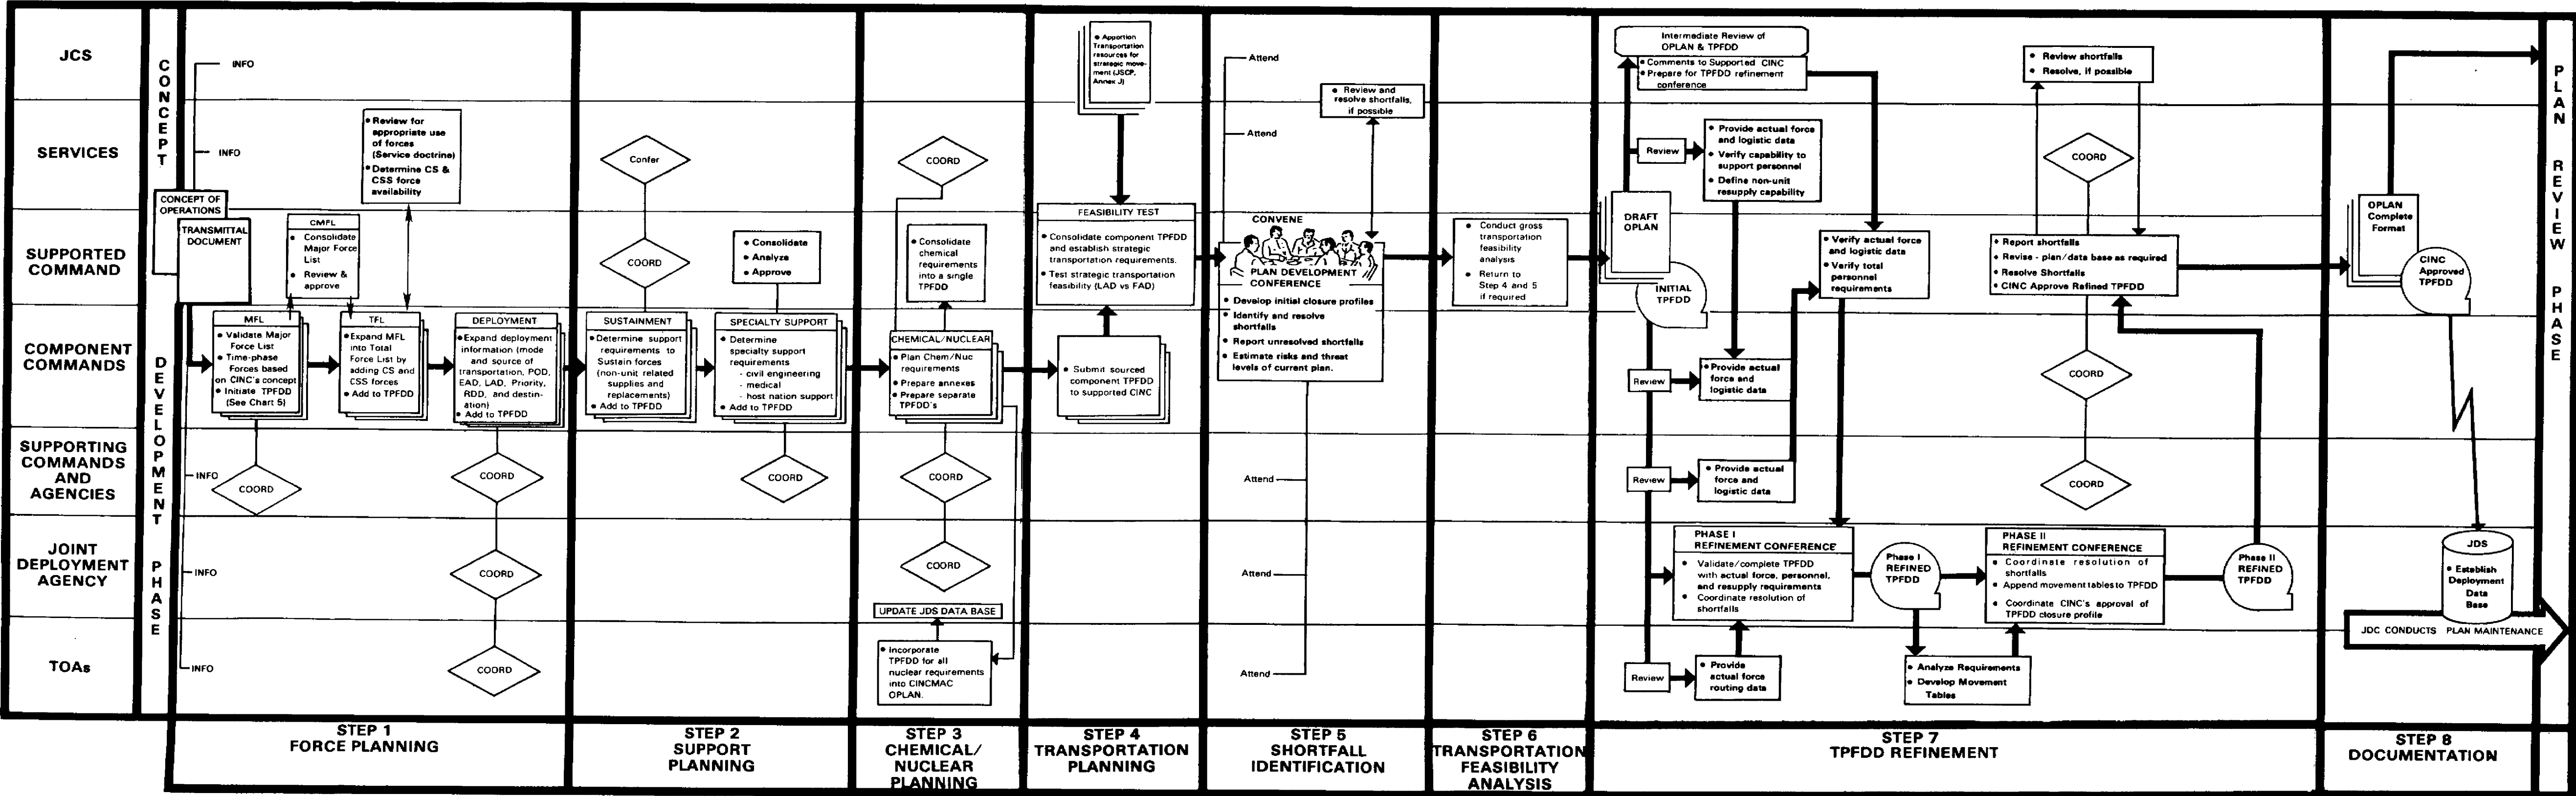 JCS
SERVICES
SUPPORTED
COMMAND
COMPONENT
COMMANDS
SUPPORTING
COMMANDS
AND
AGENCIES
JOINT
DEPLOYMENT
AGENCY
TOAs
CONCEPT
DEVELOPMENT PHASE
INFO
INFO
CONCEPT OF
OPERATIONS
TRANSMITTAL
DOCUMENT
INFO
INFO
INFO
• Review for
appropriate use
of forces
(Service doctrine)
• Determine CS &
CSS force
availability
CMFL
• Consolidate
Major Force
List
• Review &
approve
MFL
• Validate Major
Force List
• Time-phase
Forces based
on CINC's concept
• Initiate TPFDD
(See Chart 5)
TFL
• Expand MFL
into Total
Force List by
adding CS and
CSS forces
• Add to TPFDD
DEPLOYMENT
• Expand deployment
information (mode
and source of
transportation, POD,
EAD, LAD, Priority,
RDD, and destin-
ation)
• Add to TPFDD
COORD
COORD
COORD
COORD
STEP 1
FORCE PLANNING
Confer
COORD
• Consolidate
• Analyze
• Approve
SUSTAINMENT
• Determine support
requirements to
Sustain forces
(non-unit related
supplies and
replacements)
• Add to TPFDD
SPECIALTY SUPPORT
• Determine
specialty support
requirements
- civil engineering
- medical
- host nation support
• Add to TPFDD
COORD
STEP 2
SUPPORT
PLANNING
COORD
• Consolidate
chemical
requirements
into a single
TPFDD
CHEMICAL/NUCLEAR
• Plan Chem/Nuc
requirements
• Prepare annexes
• Prepare separate
TPFDD's
COORD
COORD
UPDATE JDS DATA BASE
• Incorporate
TPFDD for all
nuclear requirements
into CINCMAC
OPLAN.
STEP 3
CHEMICAL/
NUCLEAR
PLANNING
• Apportion
Transportation
resources for
strategic move-
ment (JSCP,
Annex J)
FEASIBILITY TEST
• Consolidate component TPFDD
and establish strategic
transportation requirements.
• Test strategic transportation
feasibility (LAD vs FAD)
• Submit sourced
component TPFDD
to supported CINC
STEP 4
TRANSPORTATION
PLANNING
Attend
Attend
• Review and
resolve shortfalls,
if possible
CONVENE
PLAN DEVELOPMENT
CONFERENCE
• Develop initial closure profiles
• Identify and resolve
shortfalls
• Report unresolved shortfalls
• Estimate risks and threat
levels of current plan.
Attend
Attend
Attend
STEP 5
SHORTFALL
IDENTIFICATION
• Conduct gross
transportation
feasibility
analysis
• Return to
Step 4 and 5
if required
STEP 6
TRANSPORTATION
FEASIBILITY
ANALYSIS
Intermediate Review of
OPLAN & TPFDD
• Comments to Supported CINC
• Prepare for TPFDD refinement
conference
Review
• Provide actual force
and logistic data
• Verify capability to
support personnel
• Define non-unit
resupply capability
DRAFT
OPLAN
INITIAL
TPFDD
• Verify actual force
and logistic data
• Verify total
personnel
requirements
Review
• Provide actual
force and
logistic data
Review
• Provide actual
force and
logistic data
PHASE I
REFINEMENT CONFERENCE
• Validate/complete TPFDD
with actual force, personnel,
and resupply requirements
• Coordinate resolution of
shortfalls
Phase I
REFINED
TPFDD
Review
• Provide
actual force
routing data
• Analyze Requirements
• Develop Movement
Tables
• Review shortfalls
• Resolve, if possible
COORD
• Report shortfalls
• Revise - plan/data base as required
• Resolve Shortfalls
• CINC Approve Refined TPFDD
COORD
COORD
PHASE II
REFINEMENT CONFERENCE
• Coordinate resolution of
shortfalls
• Append movement tables to TPFDD
• Coordinate CINC's approval of
TPFDD closure profile
Phase II
REFINED
TPFDD
STEP 7
TPFDD REFINEMENT
OPLAN
Complete
Format
CINC
Approved
TPFDD
JDS
• Establish
Deployment
Data
Base
JDC CONDUCTS PLAN MAINTENANCE
STEP 8
DOCUMENTATION
PLAN REVIEW PHASE